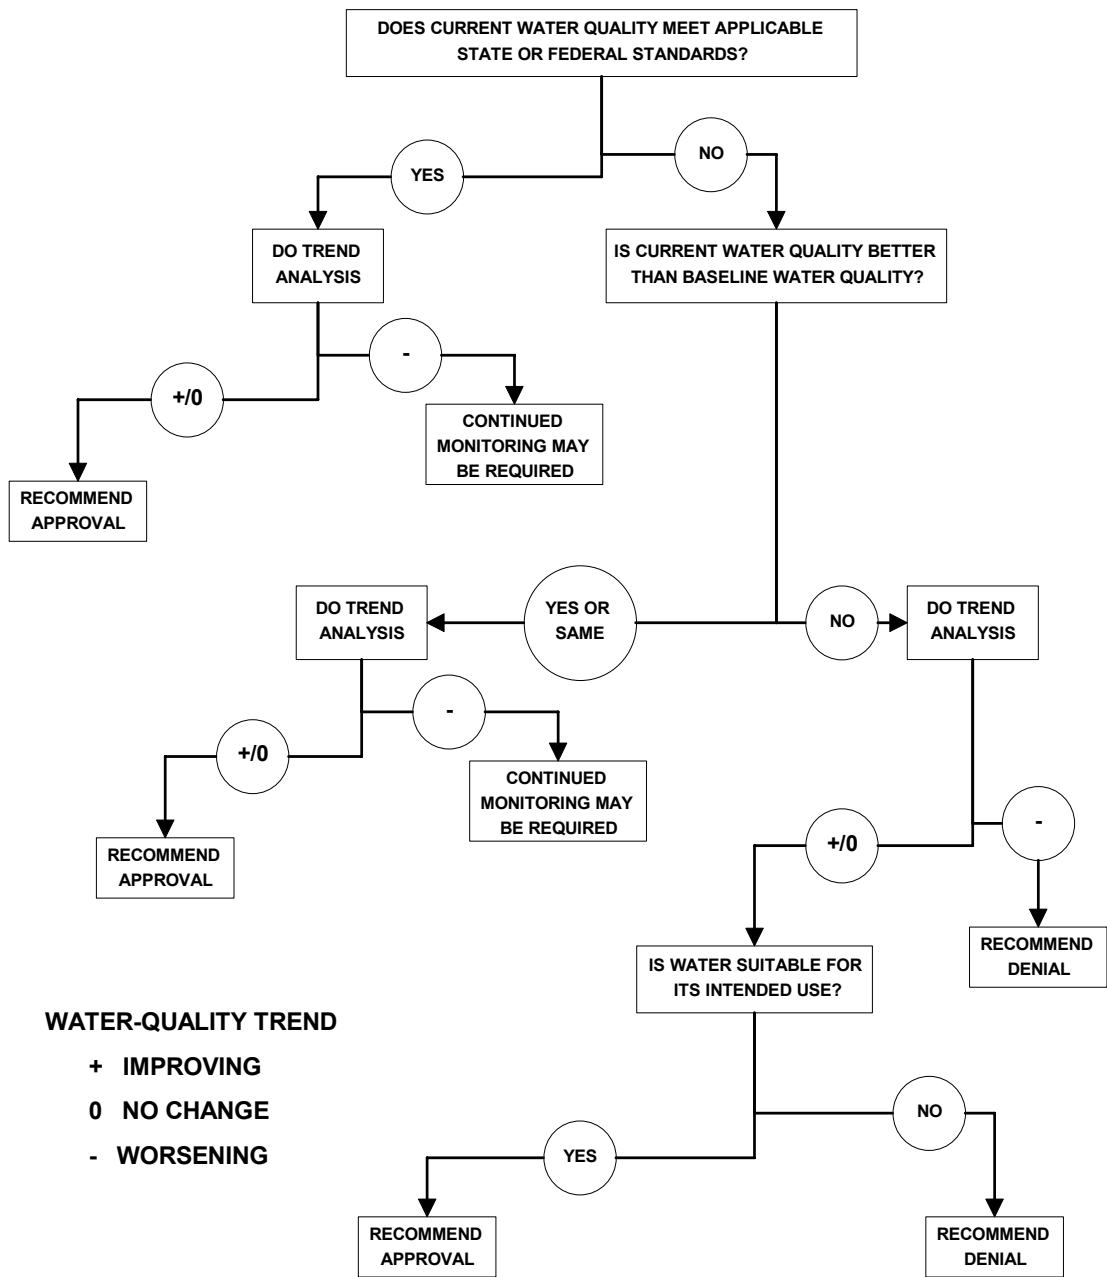 DOES CURRENT WATER QUALITY MEET APPLICABLE
STATE OR FEDERAL STANDARDS?
NO
YES
DO TREND
ANALYSIS
IS CURRENT WATER QUALITY BETTER
THAN BASELINE WATER QUALITY?
-
+/0
CONTINUED
MONITORING MAY
BE REQUIRED
RECOMMEND
APPROVAL
DO TREND
ANALYSIS
YES OR
SAME
NO
DO TREND
ANALYSIS
-
+/0
CONTINUED
MONITORING MAY
BE REQUIRED
RECOMMEND
APPROVAL
-
+/0
RECOMMEND
DENIAL
IS WATER SUITABLE FOR
ITS INTENDED USE?
WATER-QUALITY TREND
+ IMPROVING
0 NO CHANGE
- WORSENING
NO
YES
RECOMMEND
APPROVAL
RECOMMEND
DENIAL